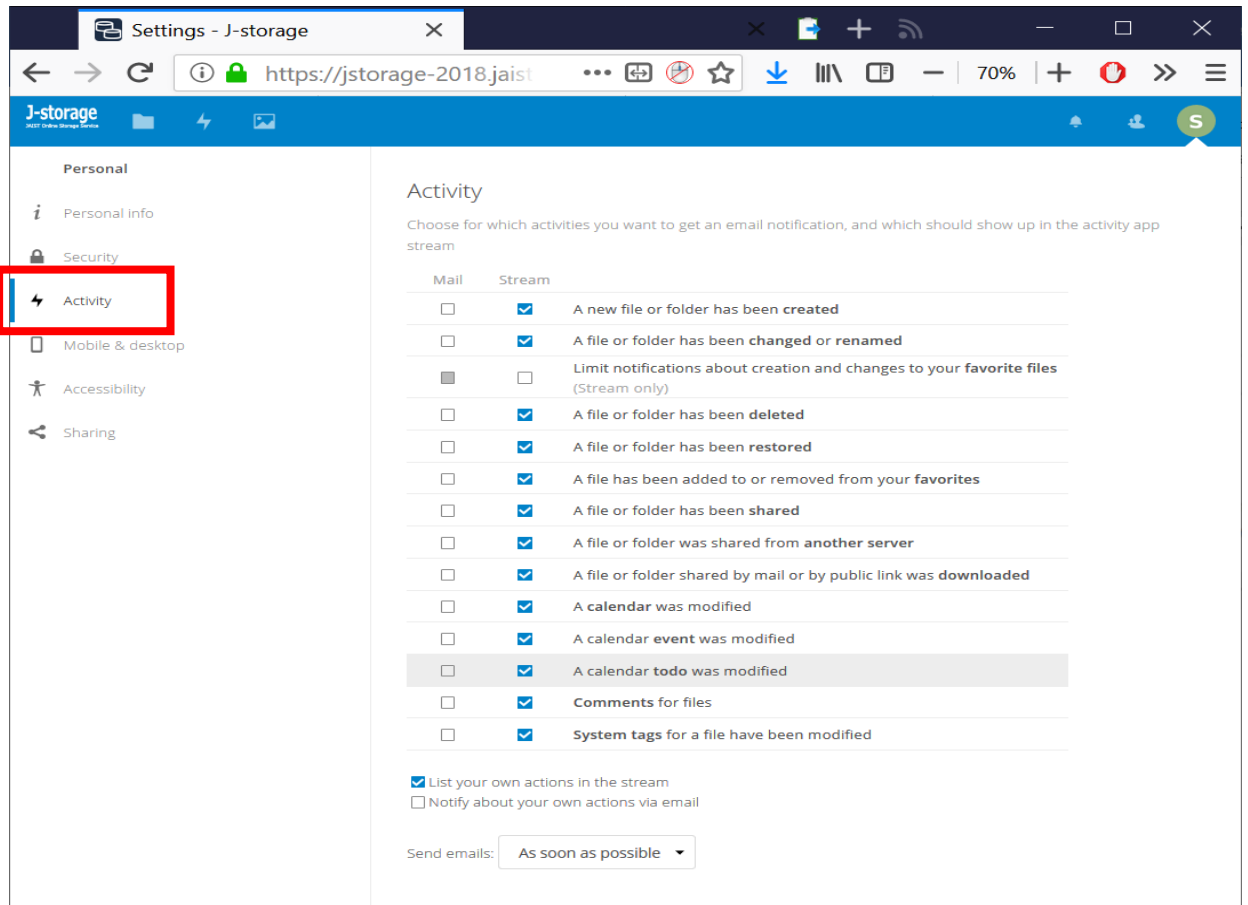 Settings - J-storage
https://jstorage-2018.jaist
70%
J-storage
JAIST Online Storage Service
S
Personal
Personal info
Security
Activity
Mobile & desktop
Accessibility
Sharing
Activity
Choose for which activities you want to get an email notification, and which should show up in the activity app
stream
Mail Stream
A new file or folder has been created
A file or folder has been changed or renamed
Limit notifications about creation and changes to your favorite files
(Stream only)
A file or folder has been deleted
A file or folder has been restored
A file has been added to or removed from your favorites
A file or folder has been shared
A file or folder was shared from another server
A file or folder shared by mail or by public link was downloaded
A calendar was modified
A calendar event was modified
A calendar todo was modified
Comments for files
System tags for a file have been modified
List your own actions in the stream
Notify about your own actions via email
Send emails: As soon as possible